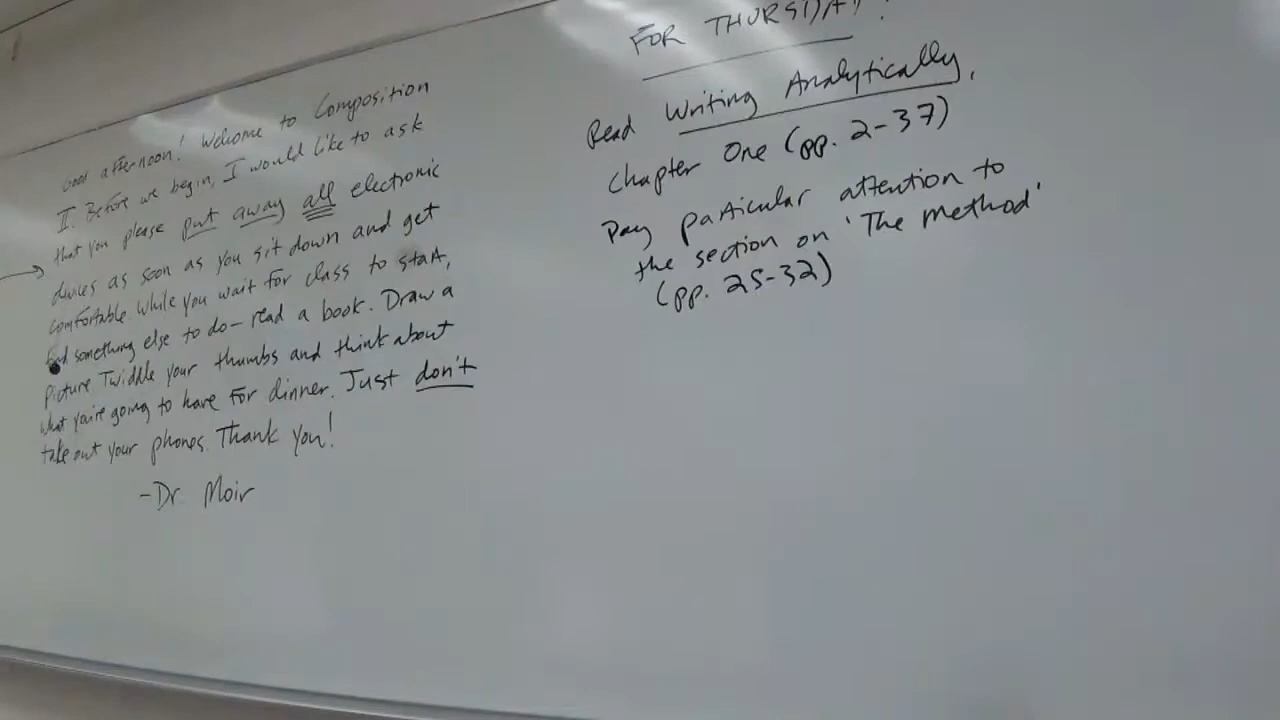 Good afternoon! Welcome to Composition
II. Before we begin, I would like to ask
that you please put away all electronic
devices as soon as you sit down and get
comfortable while you wait for class to start,
find something else to do - read a book. Draw a
picture Twiddle your thumbs and think about
what you're going to have for dinner. Just don't
take out your phones. Thank you!
-Dr Moir
FOR THURSDAY:
Read Writing Analytically,
Chapter One (pp. 2-37)
Pay particular attention to
the section on 'The Method'
(pp. 25-32)